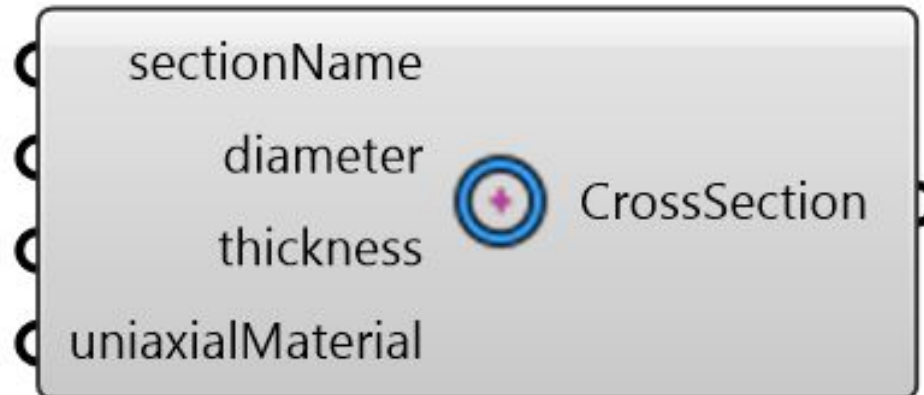 sectionName
diameter
thickness
uniaxialMaterial
CrossSection